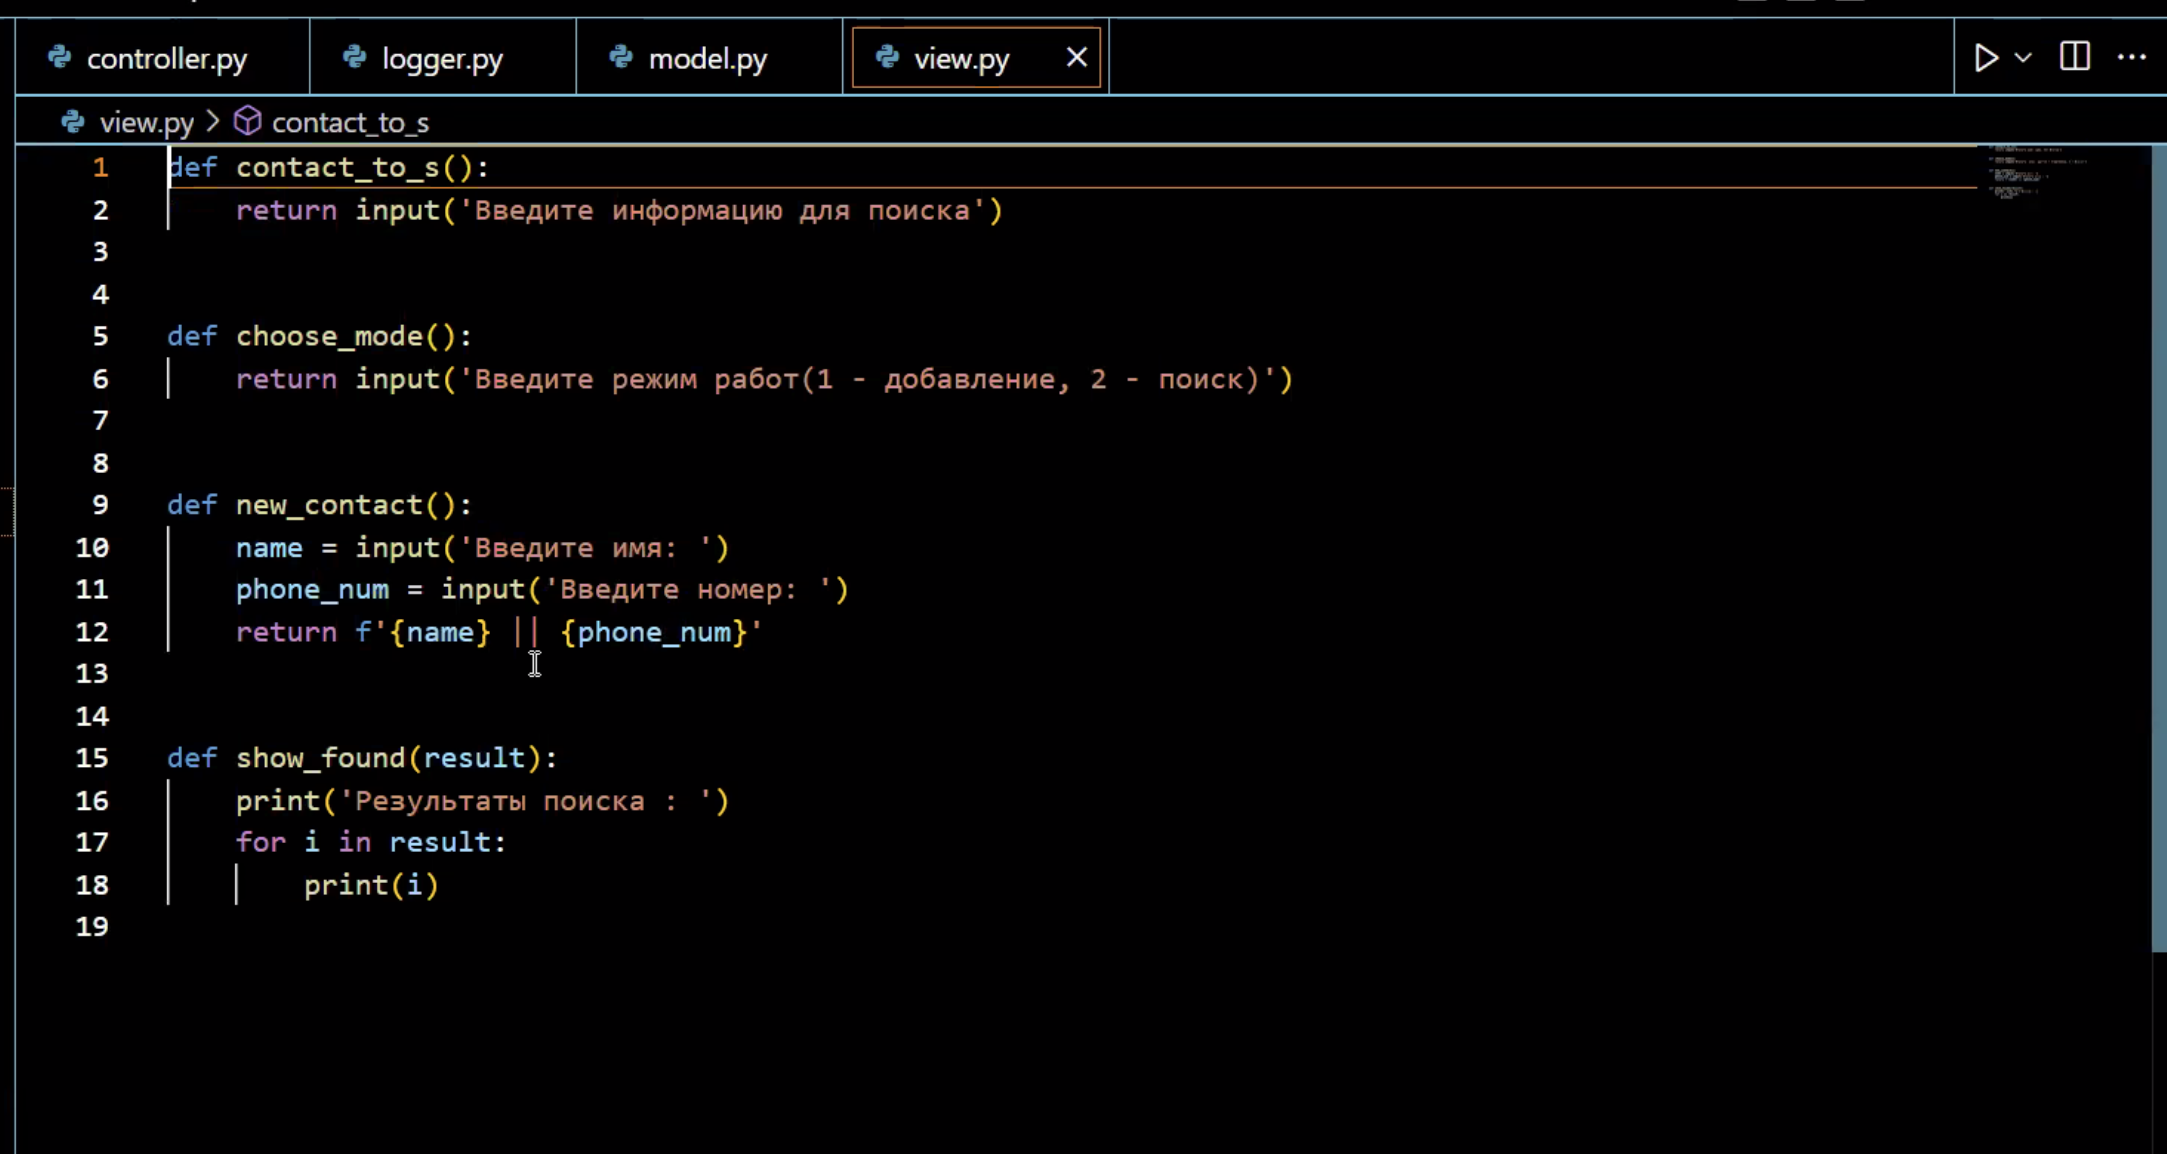 controller.py logger.py model.py view.py
view.py > contact_to_s
1 def contact_to_s():
2     return input('Введите информацию для поиска')
3
4
5 def choose_mode():
6     return input('Введите режим работ(1 - добавление, 2 - поиск)')
7
8
9 def new_contact():
10     name = input('Введите имя: ')
11     phone_num = input('Введите номер: ')
12     return f'{name} || {phone_num}'
13
14
15 def show_found(result):
16     print('Результаты поиска : ')
17     for i in result:
18         print(i)
19